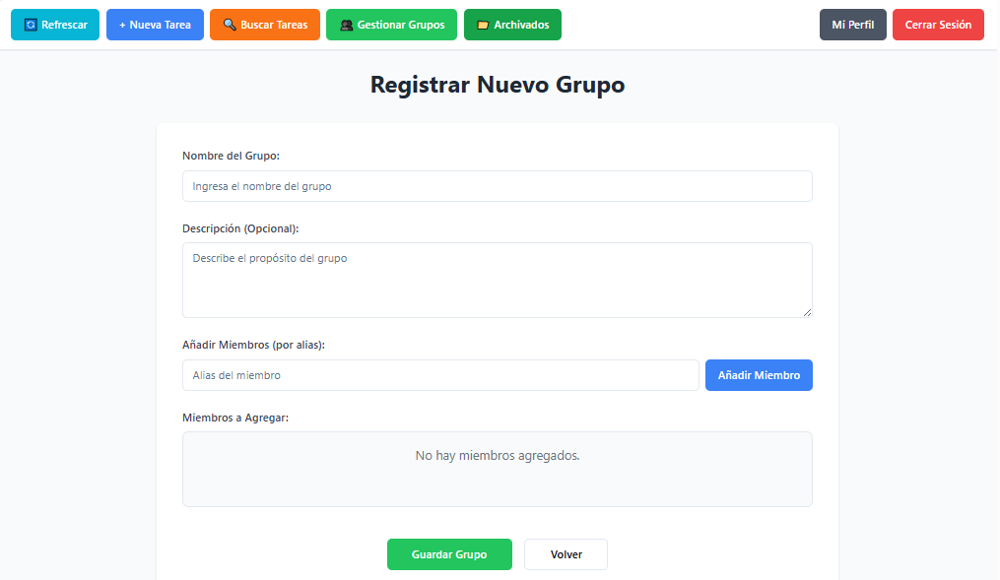 Refrescar + Nueva Tarea Buscar Tareas Gestionar Grupos Archivados Mi Perfil Cerrar Sesión
Registrar Nuevo Grupo
Nombre del Grupo:
Ingresa el nombre del grupo
Descripción (Opcional):
Describe el propósito del grupo
Añadir Miembros (por alias):
Alias del miembro Añadir Miembro
Miembros a Agregar:
No hay miembros agregados.
Guardar Grupo Volver